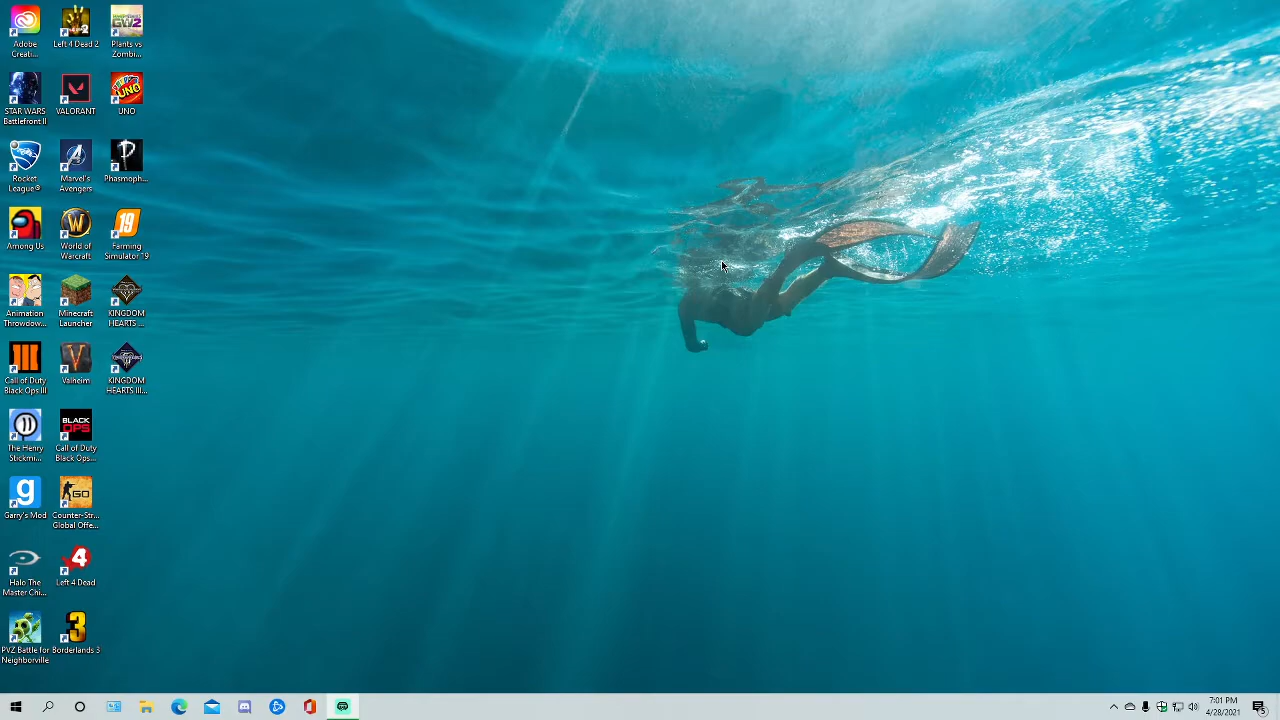 Adobe
Creati...
Left 4 Dead 2
Plants vs
Zombi...
STAR WARS
Battlefront II
VALORANT
UNO
Rocket
League®
Marvel's
Avengers
Phasmoph...
Among Us
World of
Warcraft
Farming
Simulator 19
Animation
Throwdow...
Minecraft
Launcher
KINGDOM
HEARTS ...
Call of Duty
Black Ops III
Valheim
KINGDOM
HEARTS III...
The Henry
Stickmi...
BLACK
OPS
Call of Duty
Black Ops...
Garry's Mod
GO
Counter-Str...
Global Offe...
Halo The
Master Chi...
Left 4 Dead
PVZ Battle for
Neighborville
Borderlands 3
7:01 PM
4/28/2021